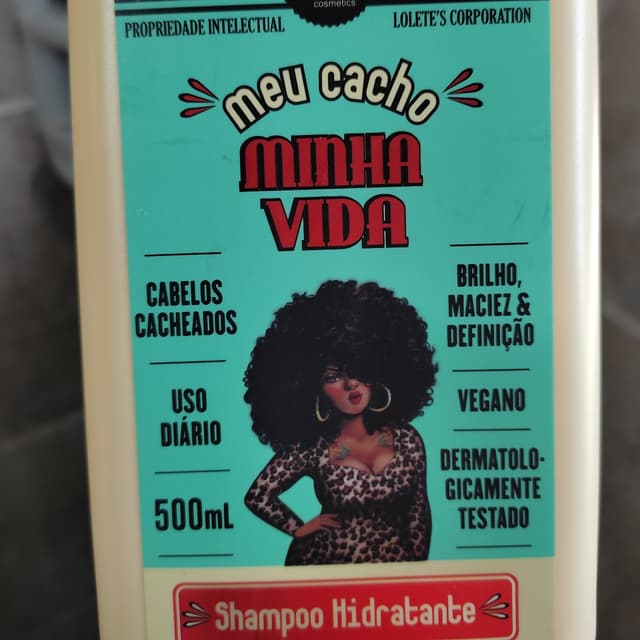 cosmetics
PROPRIEDADE INTELECTUAL
LOLETE'S CORPORATION
meu cacho
MINHA
VIDA
CABELOS
CACHEADOS
USO
DIÁRIO
500mL
BRILHO,
MACIEZ &
DEFINIÇÃO
VEGANO
DERMATOLO-
GICAMENTE
TESTADO
Shampoo Hidratante